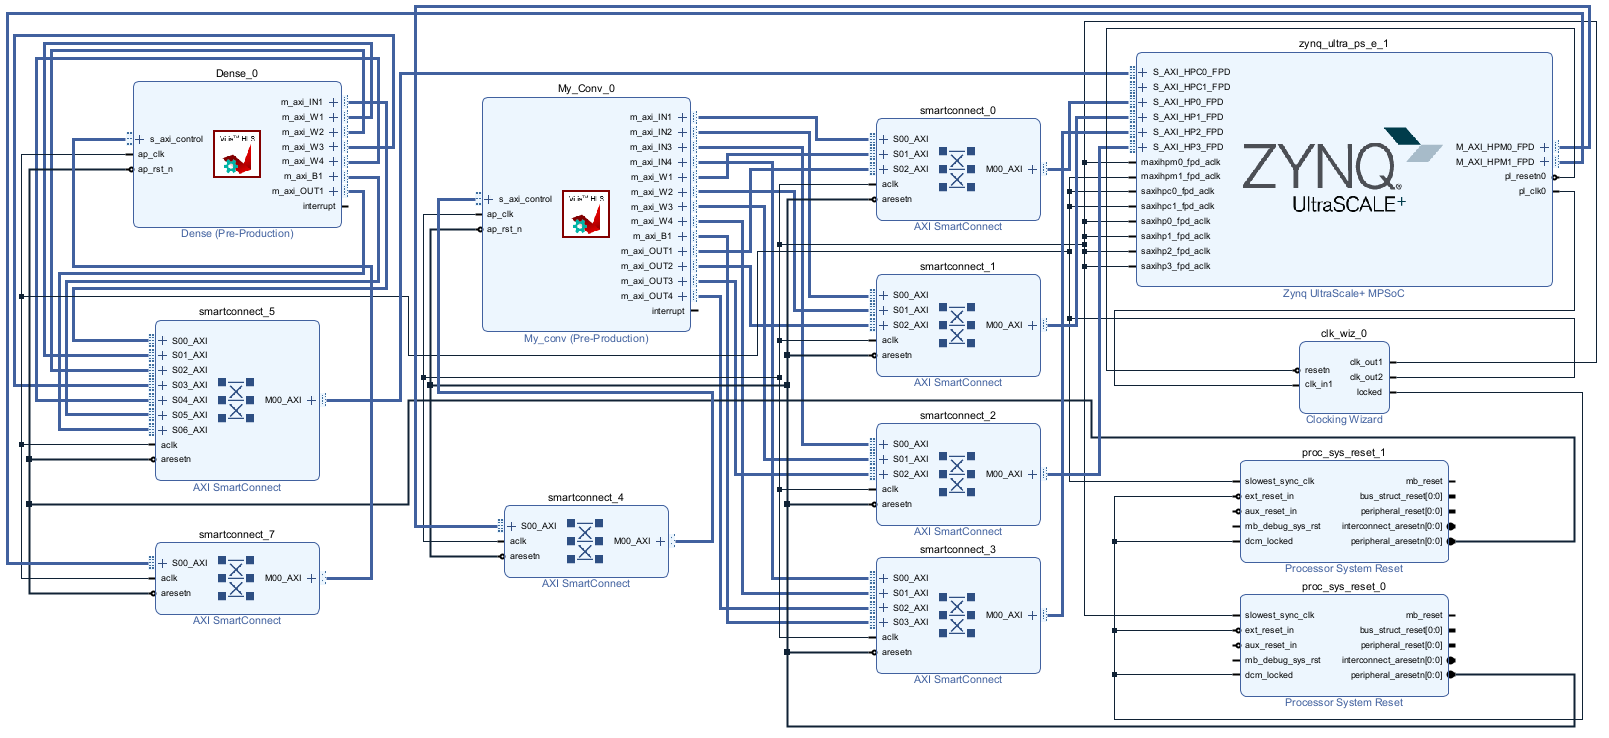 Dense_0
m_axi_IN1
m_axi_W1
m_axi_W2
m_axi_W3
m_axi_W4
m_axi_B1
m_axi_OUT1
interrupt
s_axi_control
ap_clk
ap_rst_n
Dense (Pre-Production)
My_Conv_0
m_axi_IN1
m_axi_IN2
m_axi_IN3
m_axi_IN4
m_axi_W1
m_axi_W2
m_axi_W3
m_axi_W4
m_axi_B1
m_axi_OUT1
m_axi_OUT2
m_axi_OUT3
m_axi_OUT4
interrupt
s_axi_control
ap_clk
ap_rst_n
My_conv (Pre-Production)
smartconnect_0
S00_AXI
S01_AXI
S02_AXI
aclk
aresetn
M00_AXI
AXI SmartConnect
smartconnect_1
S00_AXI
S01_AXI
S02_AXI
aclk
aresetn
M00_AXI
AXI SmartConnect
smartconnect_2
S00_AXI
S01_AXI
S02_AXI
aclk
aresetn
M00_AXI
AXI SmartConnect
smartconnect_3
S00_AXI
S01_AXI
S02_AXI
S03_AXI
aclk
aresetn
M00_AXI
AXI SmartConnect
smartconnect_5
S00_AXI
S01_AXI
S02_AXI
S03_AXI
S04_AXI
S05_AXI
S06_AXI
aclk
aresetn
M00_AXI
AXI SmartConnect
smartconnect_7
S00_AXI
aclk
aresetn
M00_AXI
AXI SmartConnect
smartconnect_4
S00_AXI
aclk
aresetn
M00_AXI
AXI SmartConnect
zynq_ultra_ps_e_1
S_AXI_HPC0_FPD
S_AXI_HPC1_FPD
S_AXI_HP0_FPD
S_AXI_HP1_FPD
S_AXI_HP2_FPD
S_AXI_HP3_FPD
maxihpm0_fpd_aclk
maxihpm1_fpd_aclk
saxihpc0_fpd_aclk
saxihpc1_fpd_aclk
saxihp0_fpd_aclk
saxihp1_fpd_aclk
saxihp2_fpd_aclk
saxihp3_fpd_aclk
ZYNQ®
UltraSCALE+
M_AXI_HPM0_FPD
M_AXI_HPM1_FPD
pl_resetn0
pl_clk0
Zynq UltraScale+ MPSoC
clk_wiz_0
resetn
clk_in1
clk_out1
clk_out2
locked
Clocking Wizard
proc_sys_reset_1
slowest_sync_clk
ext_reset_in
aux_reset_in
mb_debug_sys_rst
dcm_locked
mb_reset
bus_struct_reset[0:0]
peripheral_reset[0:0]
interconnect_aresetn[0:0]
peripheral_aresetn[0:0]
Processor System Reset
proc_sys_reset_0
slowest_sync_clk
ext_reset_in
aux_reset_in
mb_debug_sys_rst
dcm_locked
mb_reset
bus_struct_reset[0:0]
peripheral_reset[0:0]
interconnect_aresetn[0:0]
peripheral_aresetn[0:0]
Processor System Reset